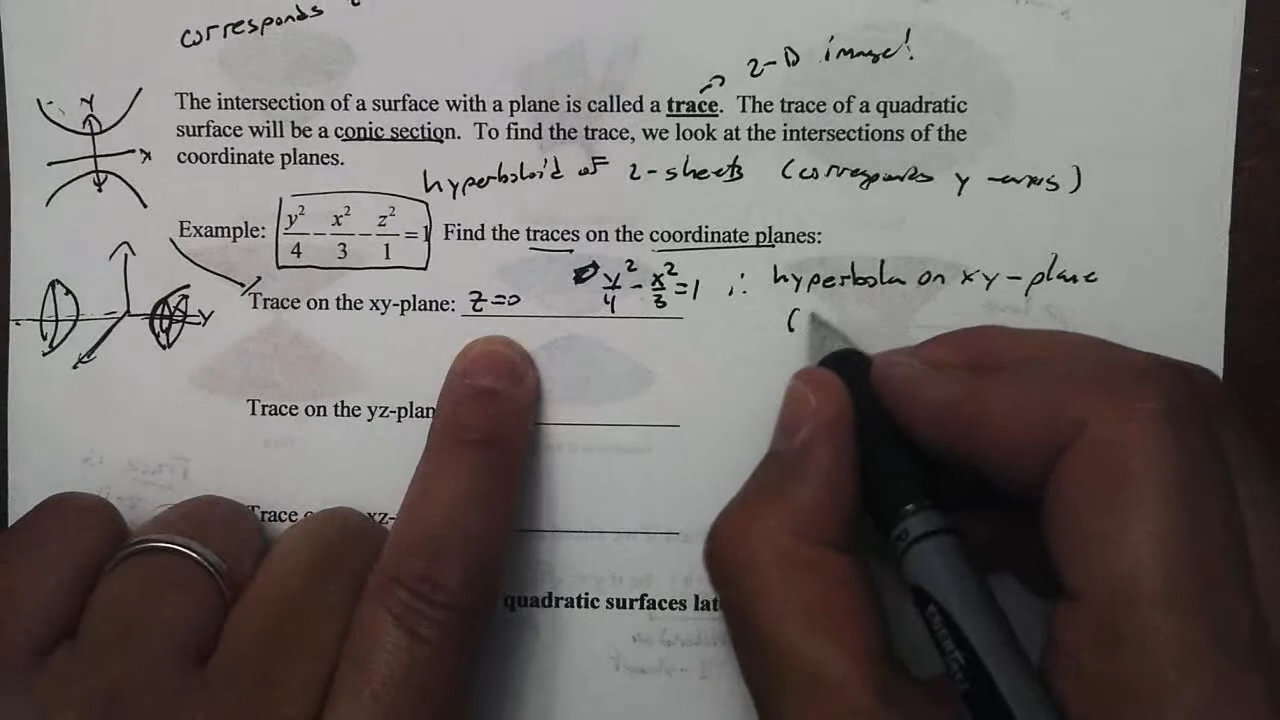 corresponds
2-D image!
The intersection of a surface with a plane is called a trace. The trace of a quadratic
surface will be a conic section. To find the trace, we look at the intersections of the
coordinate planes.
hyperboloid of 2-sheets (corresponds y-axis)
Example: y²/4 - x²/3 - z²/1 = 1 Find the traces on the coordinate planes:
y²/4 - x²/3 = 1 ∴ hyperbola on xy-plane
Trace on the xy-plane: z=0
(
Trace on the yz-plan
Trace xz-
quadratic surfaces lat
Y
X
Y